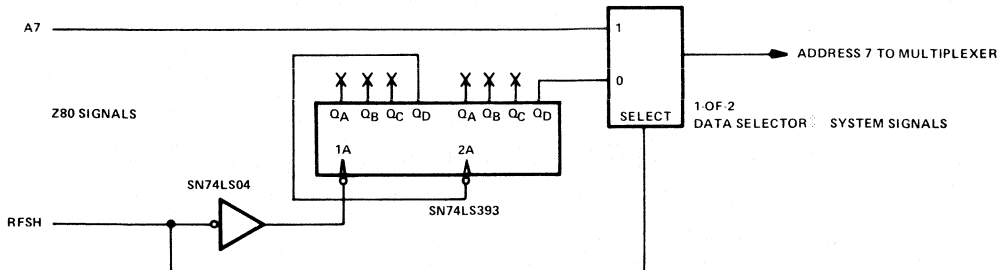 A7
1
ADDRESS 7 TO MULTIPLEXER
0
Z80 SIGNALS
QA QB QC QD QA QB QC QD
SELECT
1-OF-2
DATA SELECTOR SYSTEM SIGNALS
1A 2A
SN74LS04
SN74LS393
RFSH